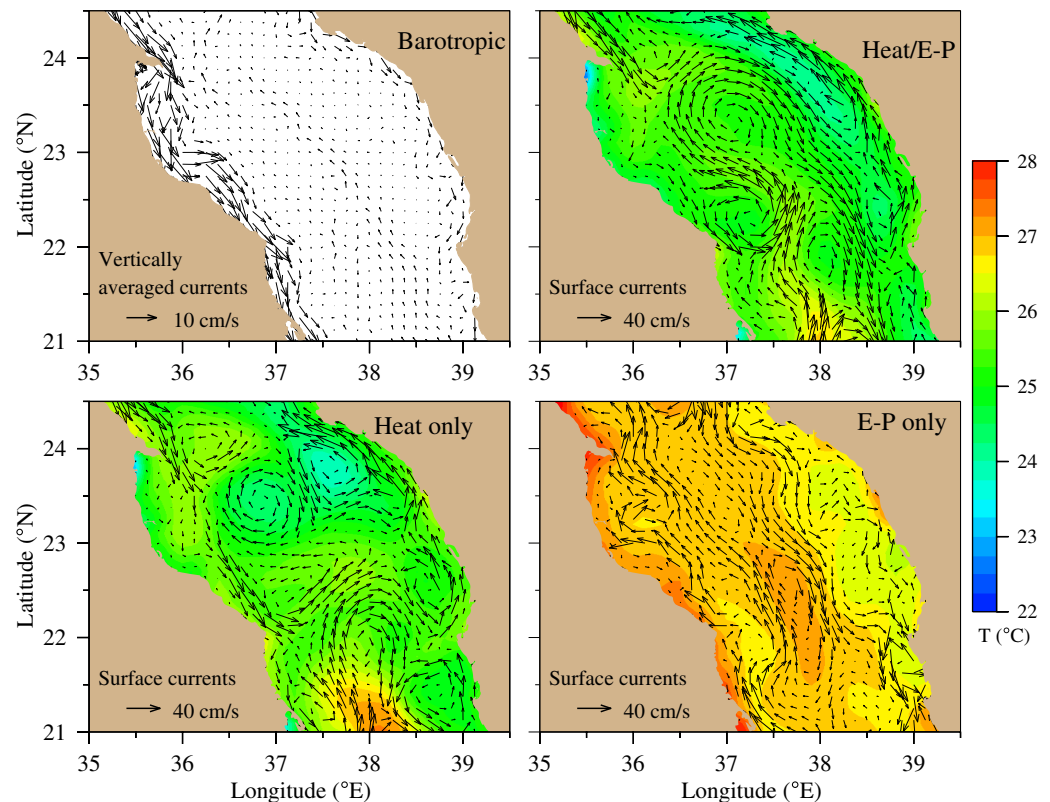 Barotropic
Vertically
averaged currents
10 cm/s
Latitude (°N)
24
23
22
21
35
36
37
38
39
Heat/E-P
Surface currents
40 cm/s
35
36
37
38
39
28
27
26
25
24
23
22
T (°C)
Heat only
Surface currents
40 cm/s
Latitude (°N)
24
23
22
21
35
36
37
38
39
Longitude (°E)
E-P only
Surface currents
40 cm/s
35
36
37
38
39
Longitude (°E)